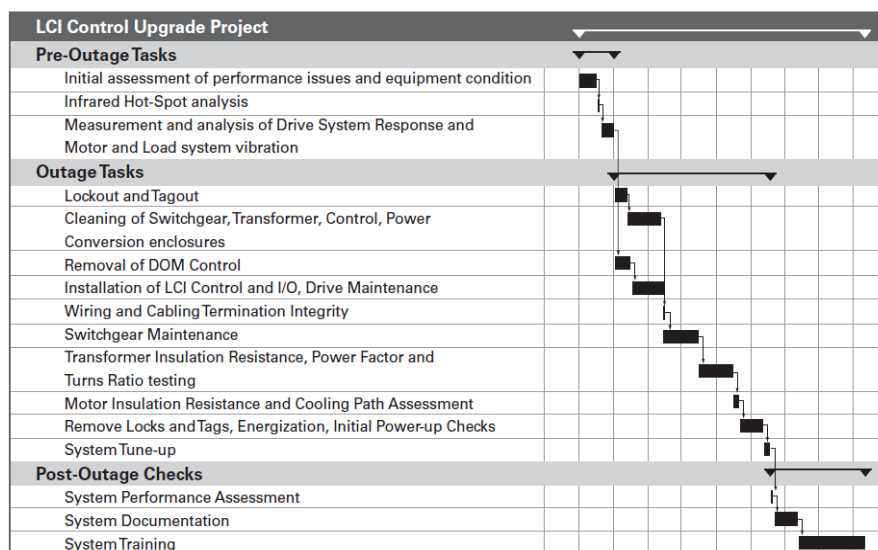 LCI Control Upgrade Project
Pre-Outage Tasks
Initial assessment of performance issues and equipment condition
Infrared Hot-Spot analysis
Measurement and analysis of Drive System Response and
Motor and Load system vibration
Outage Tasks
Lockout and Tagout
Cleaning of Switchgear, Transformer, Control, Power
Conversion enclosures
Removal of DOM Control
Installation of LCI Control and I/O, Drive Maintenance
Wiring and Cabling Termination Integrity
Switchgear Maintenance
Transformer Insulation Resistance, Power Factor and
Turns Ratio testing
Motor Insulation Resistance and Cooling Path Assessment
Remove Locks and Tags, Energization, Initial Power-up Checks
System Tune-up
Post-Outage Checks
System Performance Assessment
System Documentation
System Training